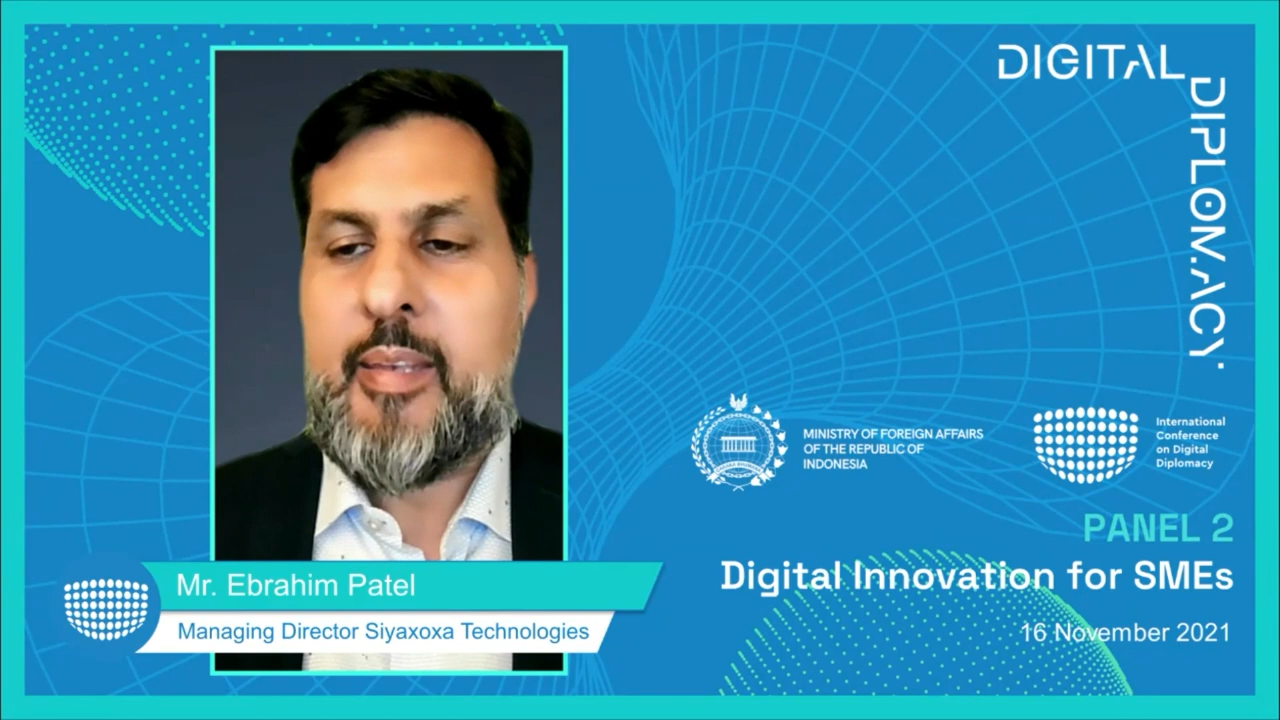 DIGITAL
DIPLOMACY.
MINISTRY OF FOREIGN AFFAIRS
OF THE REPUBLIC OF
INDONESIA
International
Conference
on Digital
Diplomacy
PANEL 2
Digital Innovation for SMEs
16 November 2021
Mr. Ebrahim Patel
Managing Director Siyaxoxa Technologies